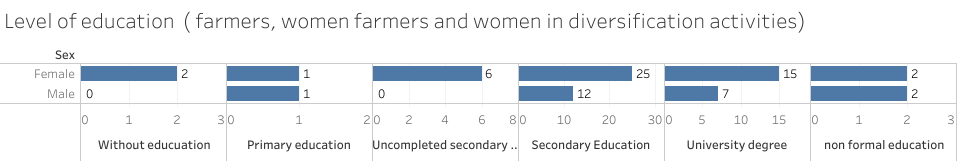 Level of education  ( farmers, women farmers and women in diversification activities)
Sex
Female 2 1 6 25 15 2
Male 0 1 0 12 7 2
0 1 2 3 0 1 2 0 2 4 6 8 0 10 20 30 0 5 10 15 0 1 2 3
Without educuation Primary education Uncompleted secondary .. Secondary Education University degree non formal education